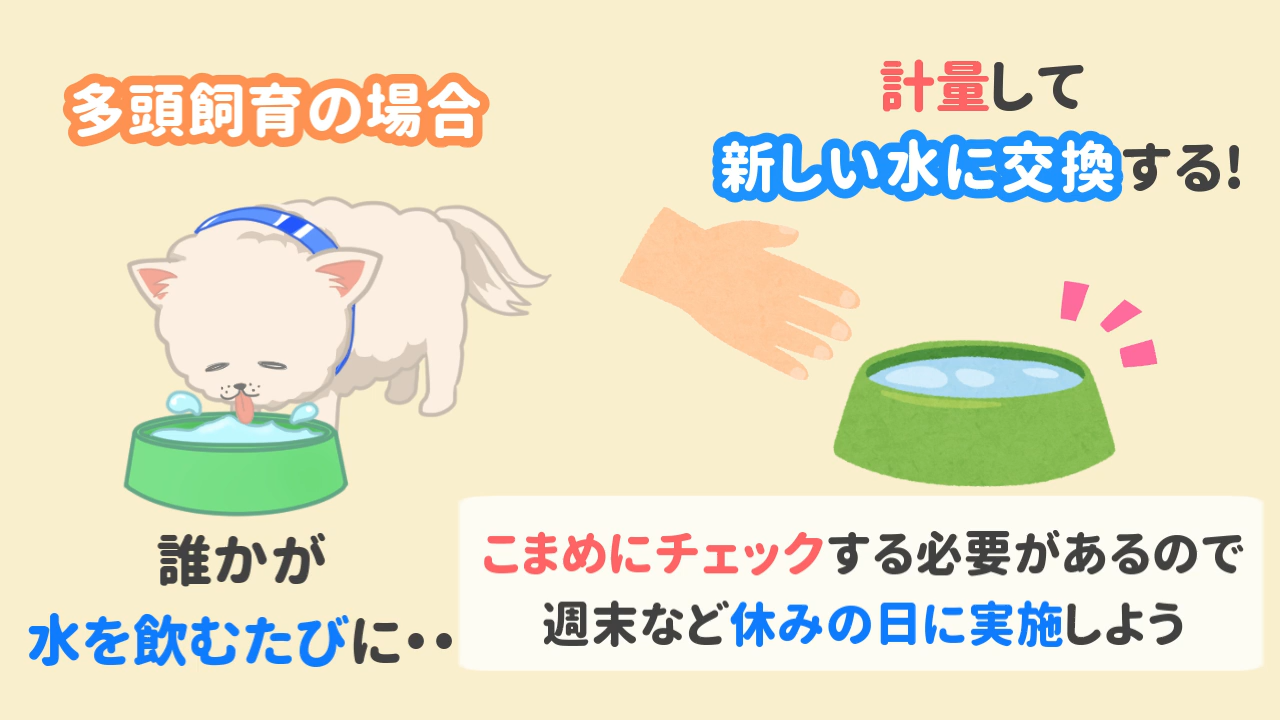 多頭飼育の場合
計量して
新しい水に交換する!
誰かが
水を飲むたびに・・
こまめにチェックする必要があるので
週末など休みの日に実施しよう